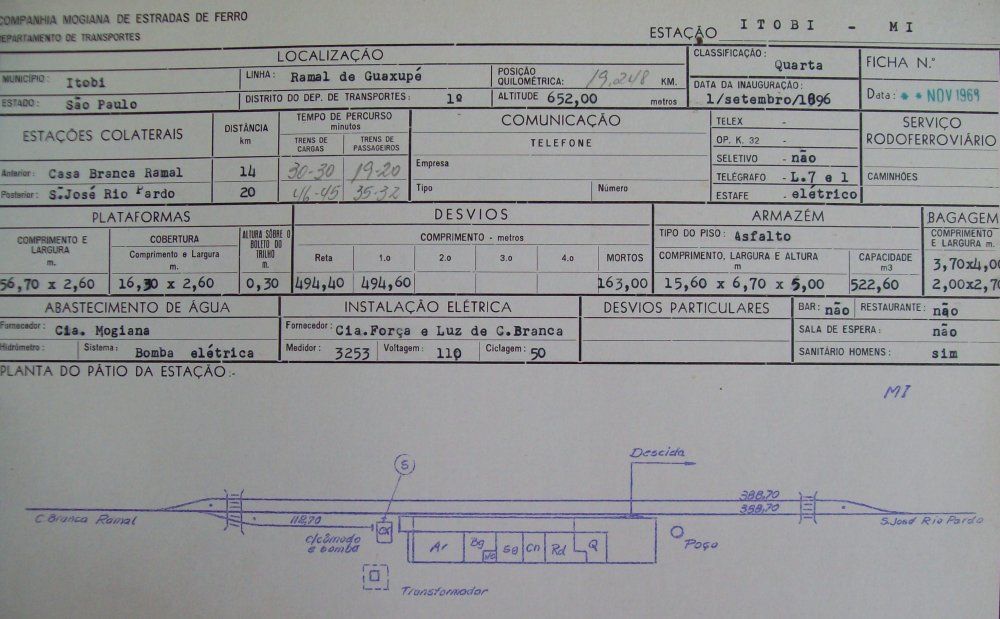 COMPANHIA MOGIANA DE ESTRADAS DE FERRO
DEPARTAMENTO DE TRANSPORTES
ESTAÇÃO ITOBI - MI
LOCALIZAÇÃO
MUNICÍPIO: Itobi
LINHA: Ramal de Guaxupé
POSIÇÃO QUILOMÉTRICA: 19,248 KM.
ESTADO: São Paulo
DISTRITO DO DEP. DE TRANSPORTES: 1º
ALTITUDE 652,00 metros
CLASSIFICAÇÃO: Quarta
DATA DA INAUGURAÇÃO:
1/setembro/1896
FICHA N.º
Data: * * NOV 1969
ESTAÇÕES COLATERAIS
DISTÂNCIA km
TEMPO DE PERCURSO minutos
TRENS DE CARGAS
TRENS DE PASSAGEIROS
Anterior: Casa Branca Ramal 14 30-30 19-20
Posterior: S.José Rio Pardo 20 46-45 35-32
COMUNICAÇÃO
TELEFONE
Empresa
Tipo
Número
TELEX -
OP. K. 32 -
SELETIVO - não
TELÉGRAFO - L.7 e 1
ESTAFE . elétrico
SERVIÇO RODOFERROVIÁRIO
CAMINHÕES
PLATAFORMAS
COMPRIMENTO E LARGURA m.
COBERTURA
Comprimento e Largura m.
ALTURA SÔBRE O BOLETO DO TRILHO m.
56,70 x 2,60
16,30 x 2,60
0,30
DESVIOS
COMPRIMENTO - metros
Reta 1.o 2.o 3.o 4.o MORTOS
494,40 494,60 163,00
ARMAZÉM
TIPO DO PISO: Asfalto
COMPRIMENTO, LARGURA E ALTURA m
CAPACIDADE m3
15,60 x 6,70 x 5,00
522,60
BAGAGEM
COMPRIMENTO E LARGURA m.
3,70x4,00
2,00x2,70
ABASTECIMENTO DE ÁGUA
Fornecedor: Cia. Mogiana
Hidrômetro: Sistema: Bomba elétrica
INSTALAÇÃO ELÉTRICA
Fornecedor: Cia.Força e Luz de C.Branca
Medidor: 3253 Voltagem: 110 Ciclagem: 50
DESVIOS PARTICULARES
BAR: não RESTAURANTE: não
SALA DE ESPERA: não
SANITÁRIO HOMENS: sim
PLANTA DO PÁTIO DA ESTAÇÃO:-
MI
Descida
S
388,70
388,70
C. Branca Ramal
118,70
S.José Rio Pardo
c/cômodo e bomba
Cx
Ar Bg Sa Cn Rd Q
Poço
Transformador